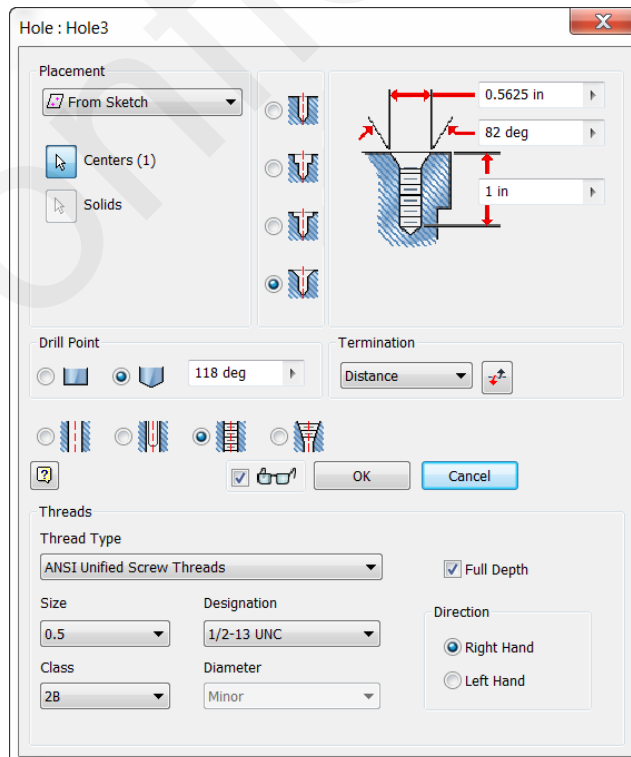 Hole : Hole3
Placement
From Sketch
Centers (1)
Solids
0.5625 in
82 deg
1 in
Drill Point
118 deg
Termination
Distance
OK
Cancel
Threads
Thread Type
ANSI Unified Screw Threads
Full Depth
Size
Designation
0.5
1/2-13 UNC
Class
Diameter
2B
Minor
Direction
Right Hand
Left Hand